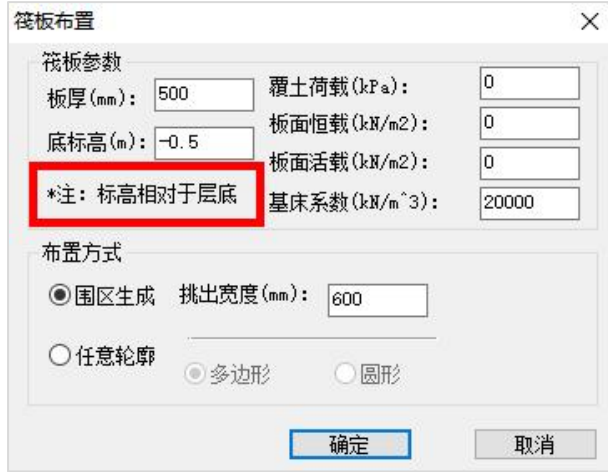 筏板布置
筏板参数
板厚(mm): 500
底标高(m): -0.5
*注: 标高相对于层底
覆土荷载(kPa): 0
板面恒载(kN/m2): 0
板面活载(kN/m2): 0
基床系数(kN/m^3): 20000
布置方式
围区生成 挑出宽度(mm): 600
任意轮廓
多边形 圆形
确定 取消